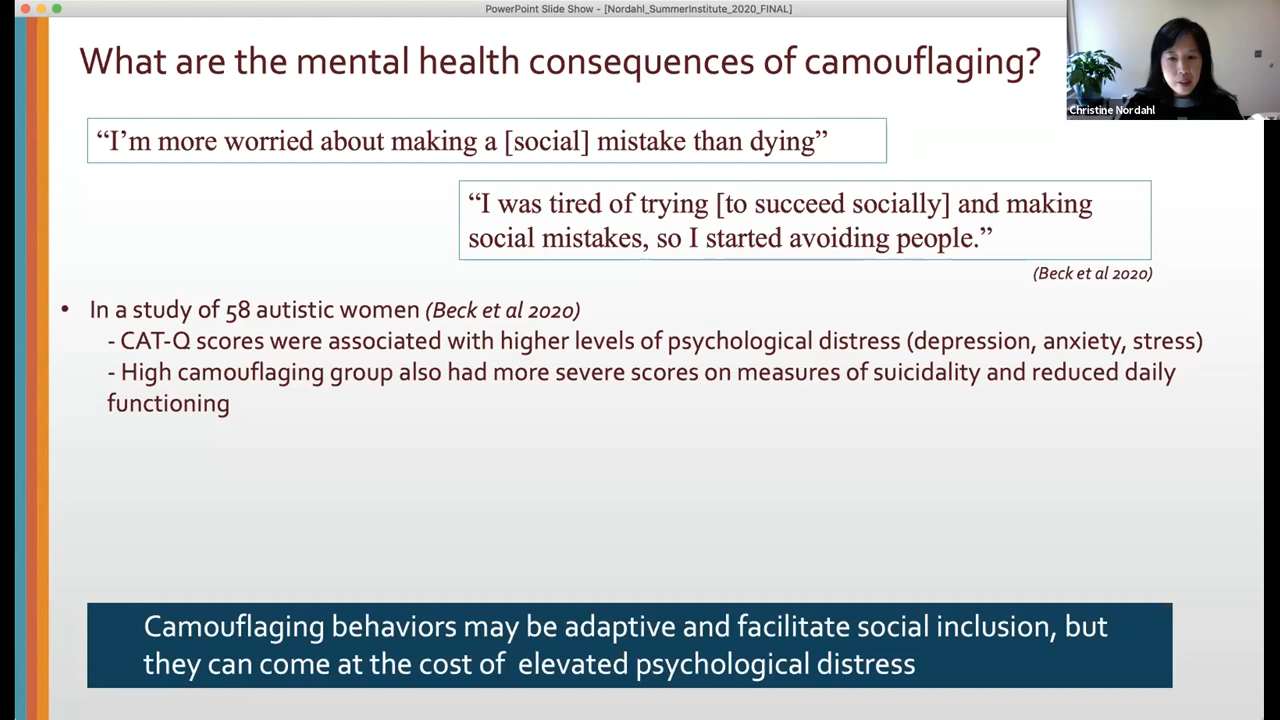 PowerPoint Slide Show - [Nordahl_SummerInstitute_2020_FINAL]
What are the mental health consequences of camouflaging?
Christine Nordahl
“I’m more worried about making a [social] mistake than dying”
“I was tired of trying [to succeed socially] and making
social mistakes, so I started avoiding people.”
(Beck et al 2020)
• In a study of 58 autistic women (Beck et al 2020)
- CAT-Q scores were associated with higher levels of psychological distress (depression, anxiety, stress)
- High camouflaging group also had more severe scores on measures of suicidality and reduced daily
functioning
Camouflaging behaviors may be adaptive and facilitate social inclusion, but
they can come at the cost of elevated psychological distress